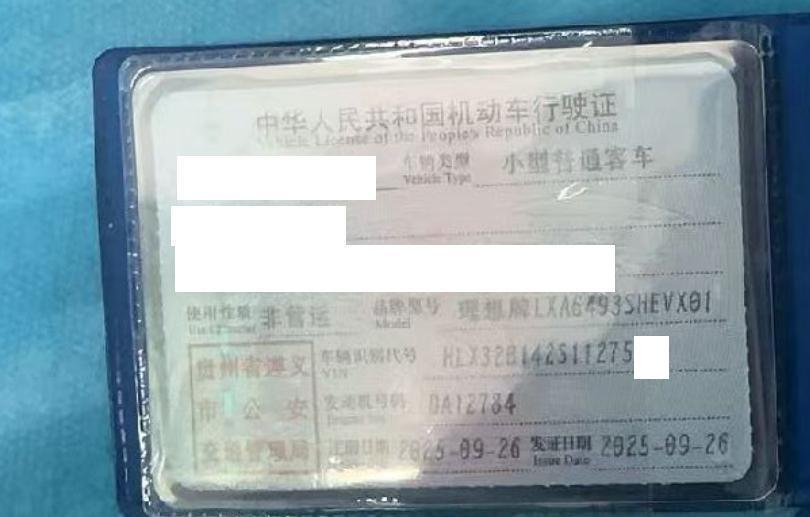 中华人民共和国机动车行驶证
Vehicle License of the People's Republic of China
车辆类型 小型普通客车
Vehicle Type
使用性质 非营运 品牌型号 理想牌LXA6493SHEVX01
Use Character Model
贵州省遵义 车辆识别代号 HLX32B142S11275
VIN
市公安 发动机号码 0A12784
交通管理局 注册日期 2025-09-26 发证日期 2025-09-26
Issue Date